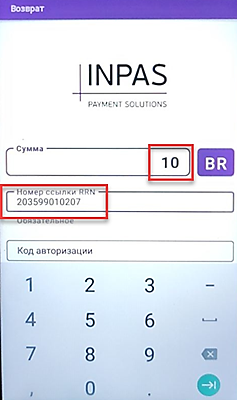 Возврат
INPAS
PAYMENT SOLUTIONS
Сумма
10
BR
Номер ссылки RRN
203599010207
Обязательное
Код авторизации
1 2 3 –
4 5 6
7 8 9
, 0 .